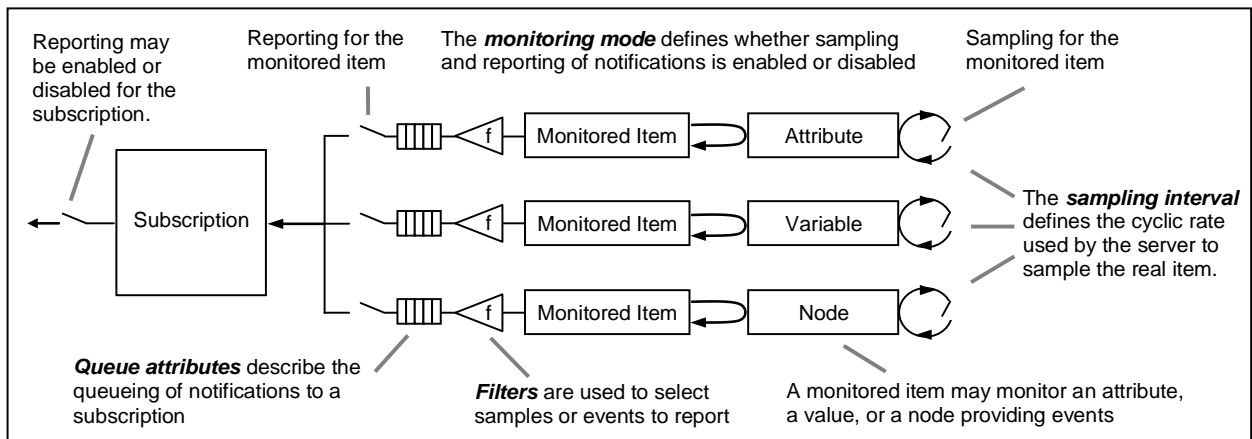 Reporting may
be enabled or
disabled for the
subscription.
Reporting for the
monitored item
The monitoring mode defines whether sampling
and reporting of notifications is enabled or disabled
Sampling for the
monitored item
f
Monitored Item
Attribute
Subscription
f
Monitored Item
Variable
The sampling interval
defines the cyclic rate
used by the server to
sample the real item.
f
Monitored Item
Node
Queue attributes describe the
queueing of notifications to a
subscription
Filters are used to select
samples or events to report
A monitored item may monitor an attribute,
a value, or a node providing events